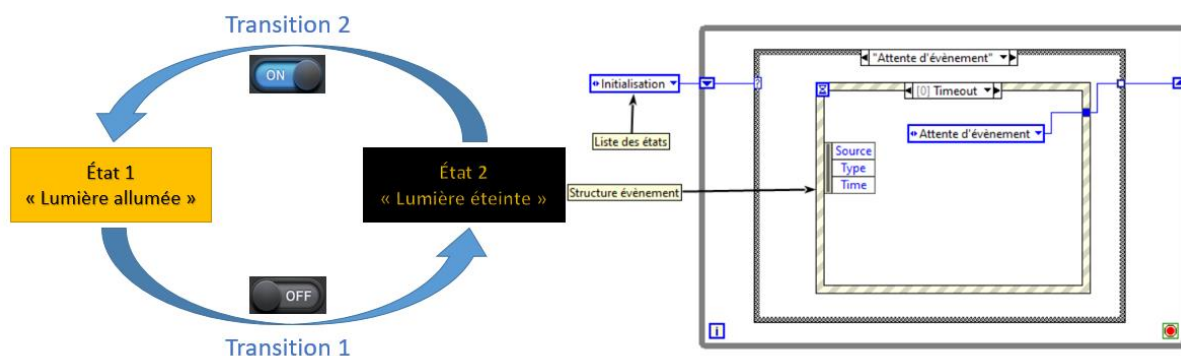 Transition 2
ON
État 1
« Lumière allumée »
État 2
« Lumière éteinte »
OFF
Transition 1
"Attente d'évènement"
Initialisation
?
[0] Timeout
Attente d'évènement
Liste des états
Source
Type
Time
Structure évènement
i